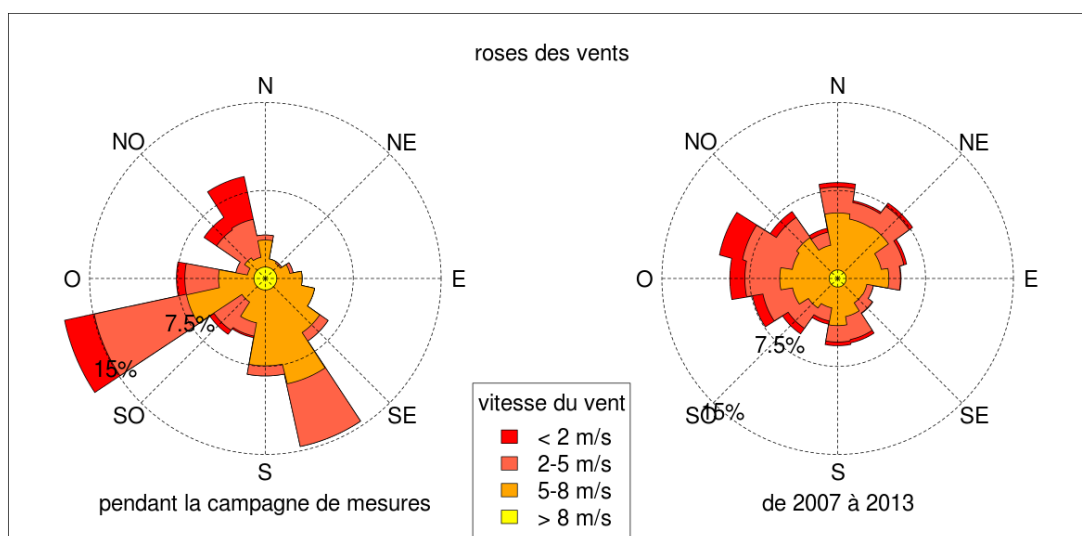 roses des vents
N
NE
E
SE
S
SO
O
NO
7.5%
15%
pendant la campagne de mesures
vitesse du vent
< 2 m/s
2-5 m/s
5-8 m/s
> 8 m/s
N
NE
E
SE
S
SO
O
NO
7.5%
15%
de 2007 à 2013